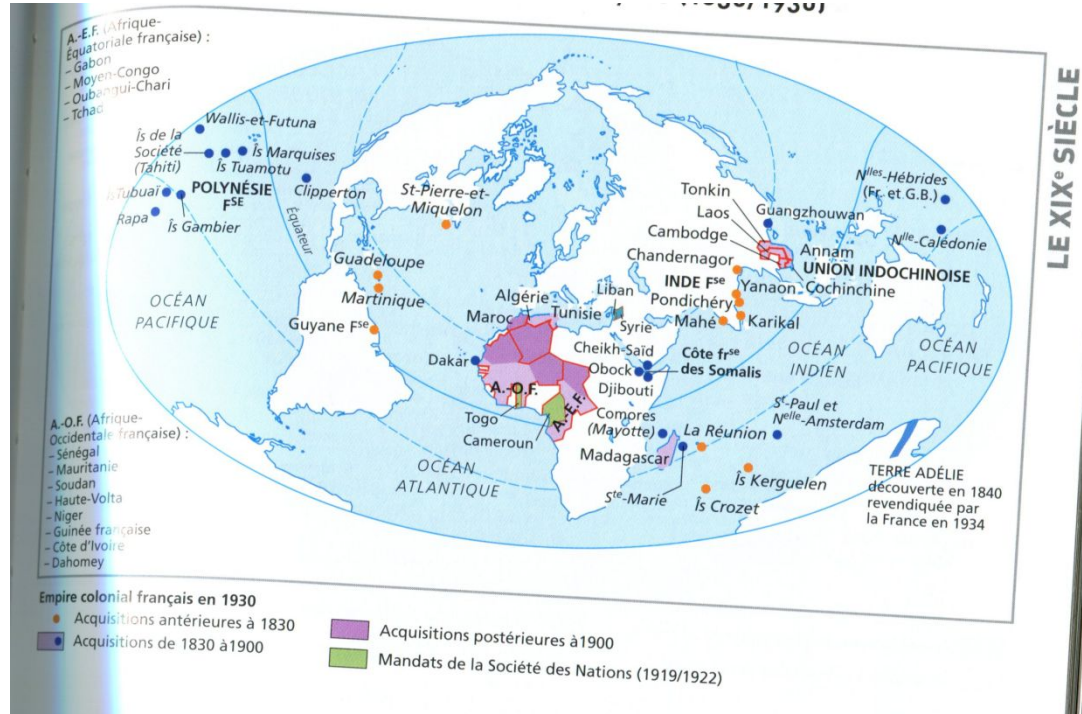 (1830/1930)
LE XIXe SIÈCLE
A.-E.F. (Afrique-
Équatoriale française) :
– Gabon
– Moyen-Congo
– Oubangui-Chari
– Tchad
Wallis-et-Futuna
Îs de la
Société
(Tahiti)
Îs Marquises
Îs Tuamotu
Îs Tubuaï
POLYNÉSIE
FSE
Rapa
Îs Gambier
Clipperton
Équateur
St-Pierre-et-
Miquelon
Guadeloupe
Martinique
Guyane Fse
OCÉAN
PACIFIQUE
Tonkin
Laos
Cambodge
Chandernagor
Guangzhouwan
Nlles-Hébrides
(Fr. et G.B.)
Nlle-Calédonie
Annam
UNION INDOCHINOISE
INDE Fse
Yanaon
Cochinchine
Pondichéry
Mahé
Karikal
Algérie
Liban
Maroc
Tunisie
Syrie
Dakar
Cheikh-Saïd
Obock
Djibouti
Côte frse
des Somalis
OCÉAN
INDIEN
OCÉAN
PACIFIQUE
A.-O.F.
A.-E.F.
Togo
Cameroun
Comores
(Mayotte)
La Réunion
St-Paul et
Nelle-Amsterdam
Madagascar
Ste-Marie
Îs Kerguelen
Îs Crozet
OCÉAN
ATLANTIQUE
TERRE ADÉLIE
découverte en 1840
revendiquée par
la France en 1934
A.-O.F. (Afrique-
Occidentale française) :
– Sénégal
– Mauritanie
– Soudan
– Haute-Volta
– Niger
– Guinée française
– Côte d'Ivoire
– Dahomey
Empire colonial français en 1930
Acquisitions antérieures à 1830
Acquisitions de 1830 à1900
Acquisitions postérieures à1900
Mandats de la Société des Nations (1919/1922)